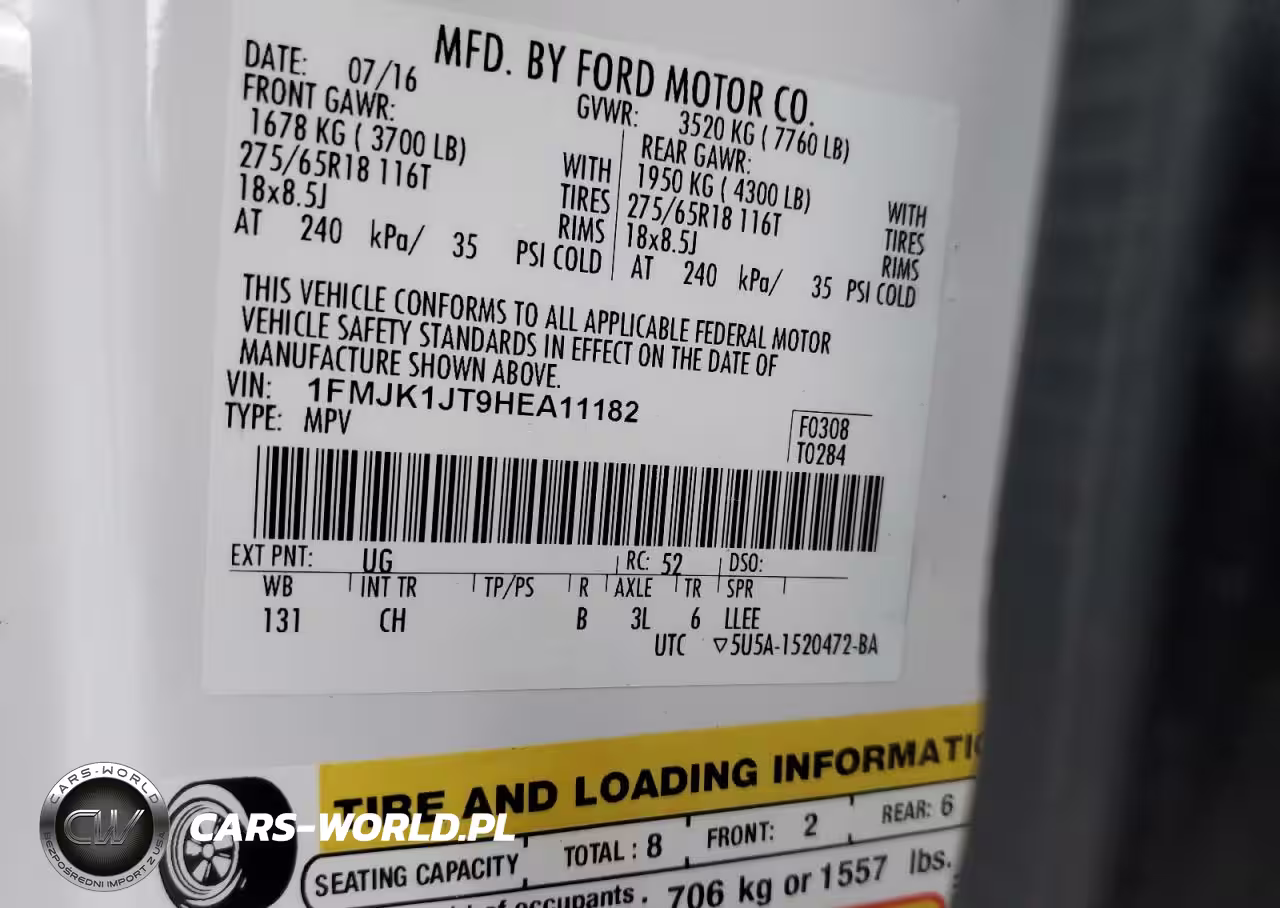 MFD. BY FORD MOTOR CO.
DATE: 07/16
GVWR: 3520 KG ( 7760 LB)
FRONT GAWR:
1678 KG ( 3700 LB) WITH
275/65R18 116T TIRES
18x8.5J RIMS
AT 240 kPa/ 35 PSI COLD
REAR GAWR:
1950 KG ( 4300 LB) WITH
275/65R18 116T TIRES
18x8.5J RIMS
AT 240 kPa/ 35 PSI COLD
THIS VEHICLE CONFORMS TO ALL APPLICABLE FEDERAL MOTOR
VEHICLE SAFETY STANDARDS IN EFFECT ON THE DATE OF
MANUFACTURE SHOWN ABOVE.
VIN: 1FMJK1JT9HEA11182
TYPE: MPV
F0308
T0284
EXT PNT: UG RC: 52 DSO:
WB INT TR TP/PS R AXLE TR SPR
131 CH B 3L 6 LLEE
UTC ▽5U5A-1520472-BA
TIRE AND LOADING INFORMATI
SEATING CAPACITY TOTAL : 8 FRONT: 2 REAR: 6
of occupants . 706 kg or 1557 lbs.
CARS-WORLD
CW
BEZPOŚREDNI IMPORT Z USA
CARS-WORLD.PL